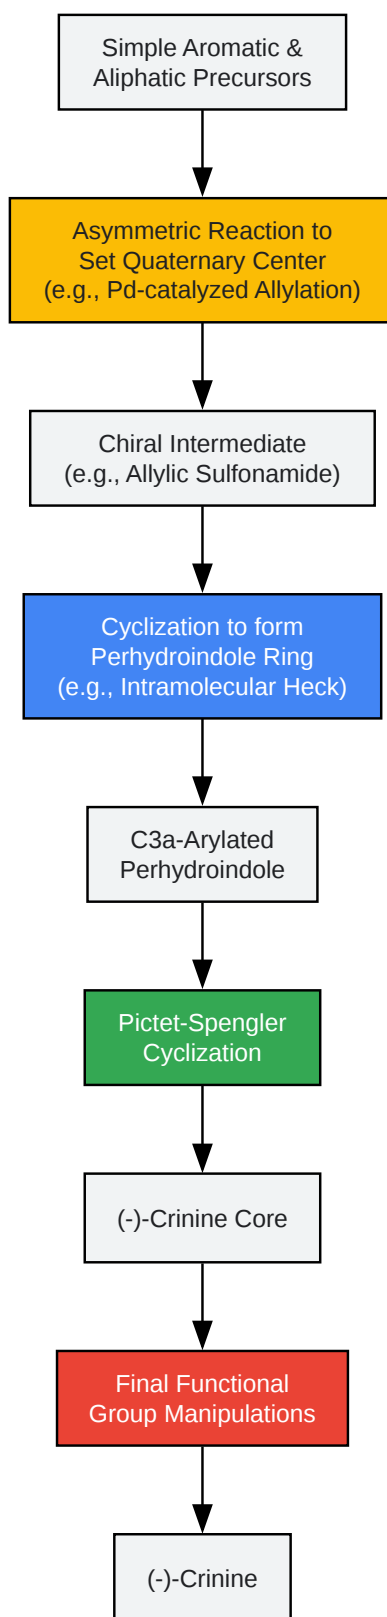 Simple Aromatic &
Aliphatic Precursors
Asymmetric Reaction to
Set Quaternary Center
(e.g., Pd-catalyzed Allylation)
Chiral Intermediate
(e.g., Allylic Sulfonamide)
Cyclization to form
Perhydroindole Ring
(e.g., Intramolecular Heck)
C3a-Arylated
Perhydroindole
Pictet-Spengler
Cyclization
(-)-Crinine Core
Final Functional
Group Manipulations
(-)-Crinine